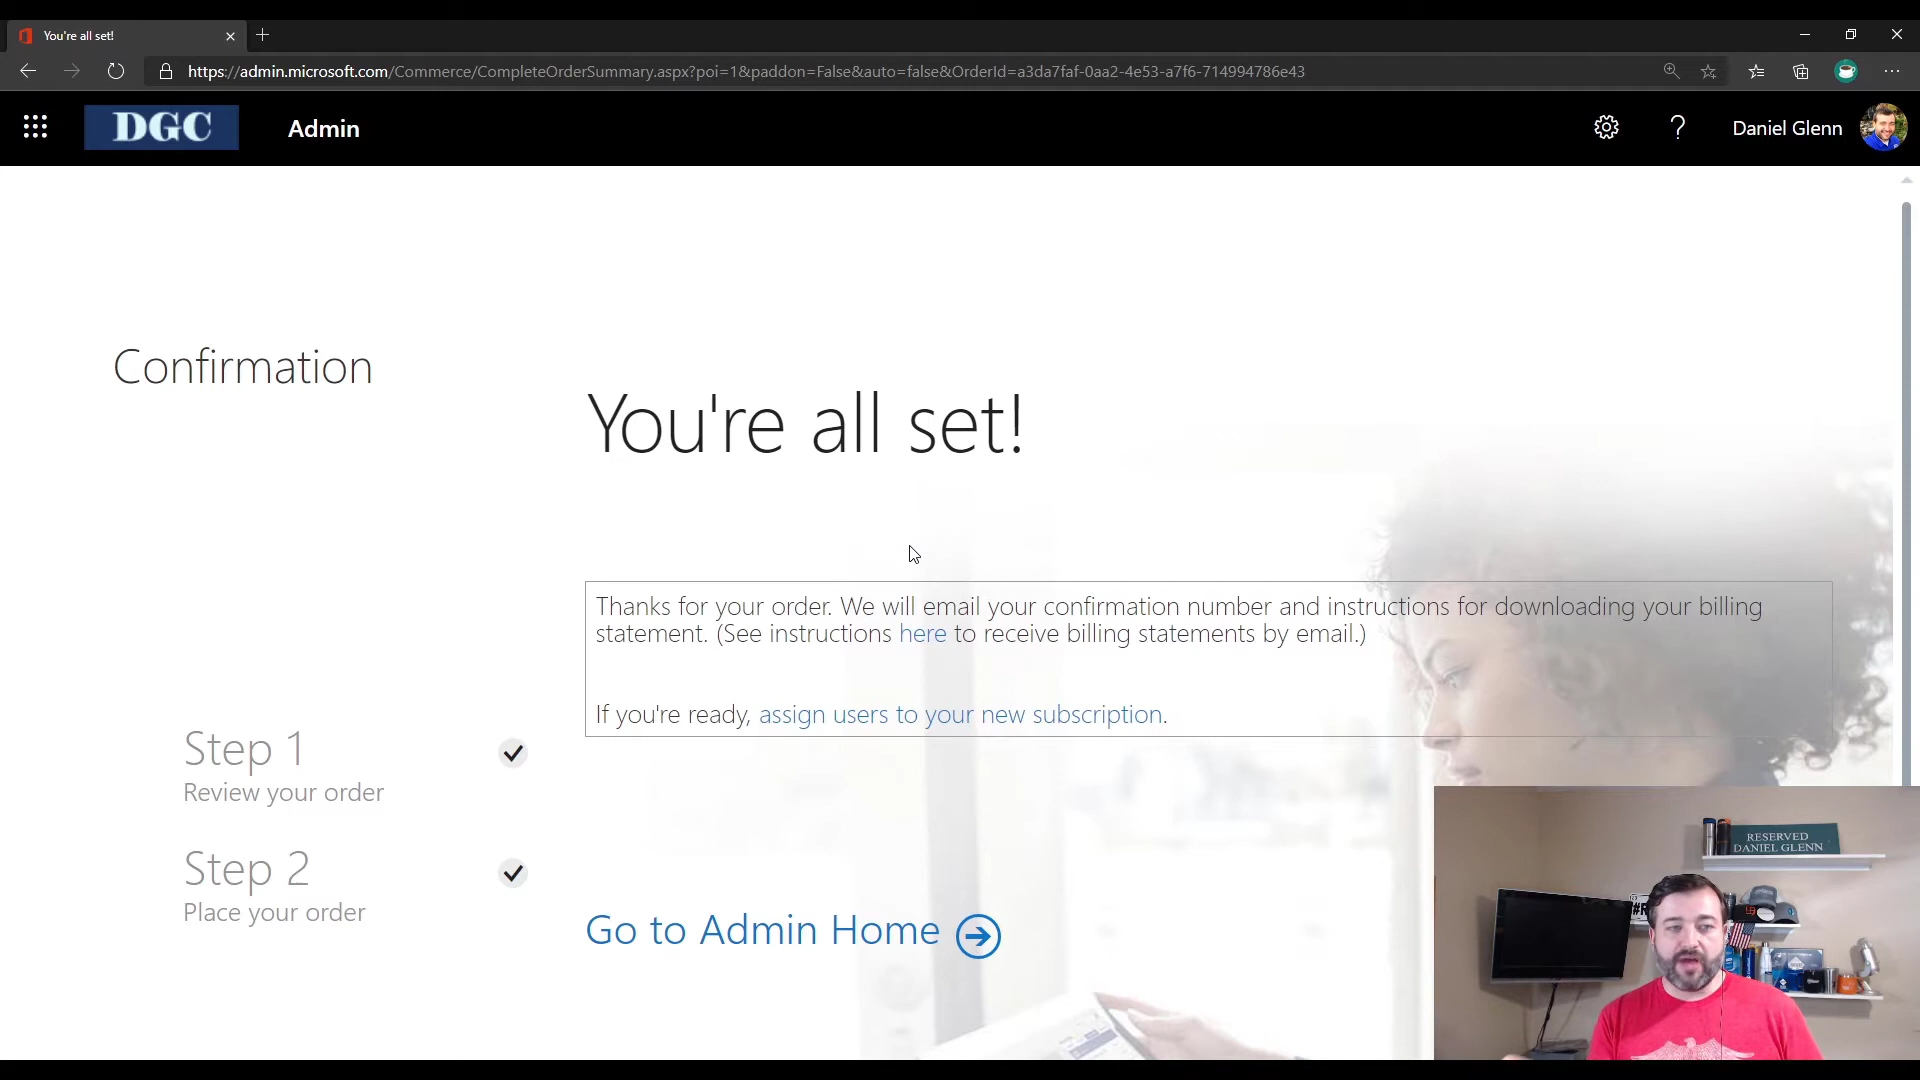 You're all set!
https://admin.microsoft.com/Commerce/CompleteOrderSummary.aspx?poi=1&paddon=False&auto=false&OrderId=a3da7faf-0aa2-4e53-a7f6-714994786e43
DGC
Admin
?
Daniel Glenn
Confirmation
You're all set!
Thanks for your order. We will email your confirmation number and instructions for downloading your billing
statement. (See instructions here to receive billing statements by email.)
If you're ready, assign users to your new subscription.
Step 1
Review your order
Step 2
Place your order
Go to Admin Home
RESERVED
DANIEL GLENN